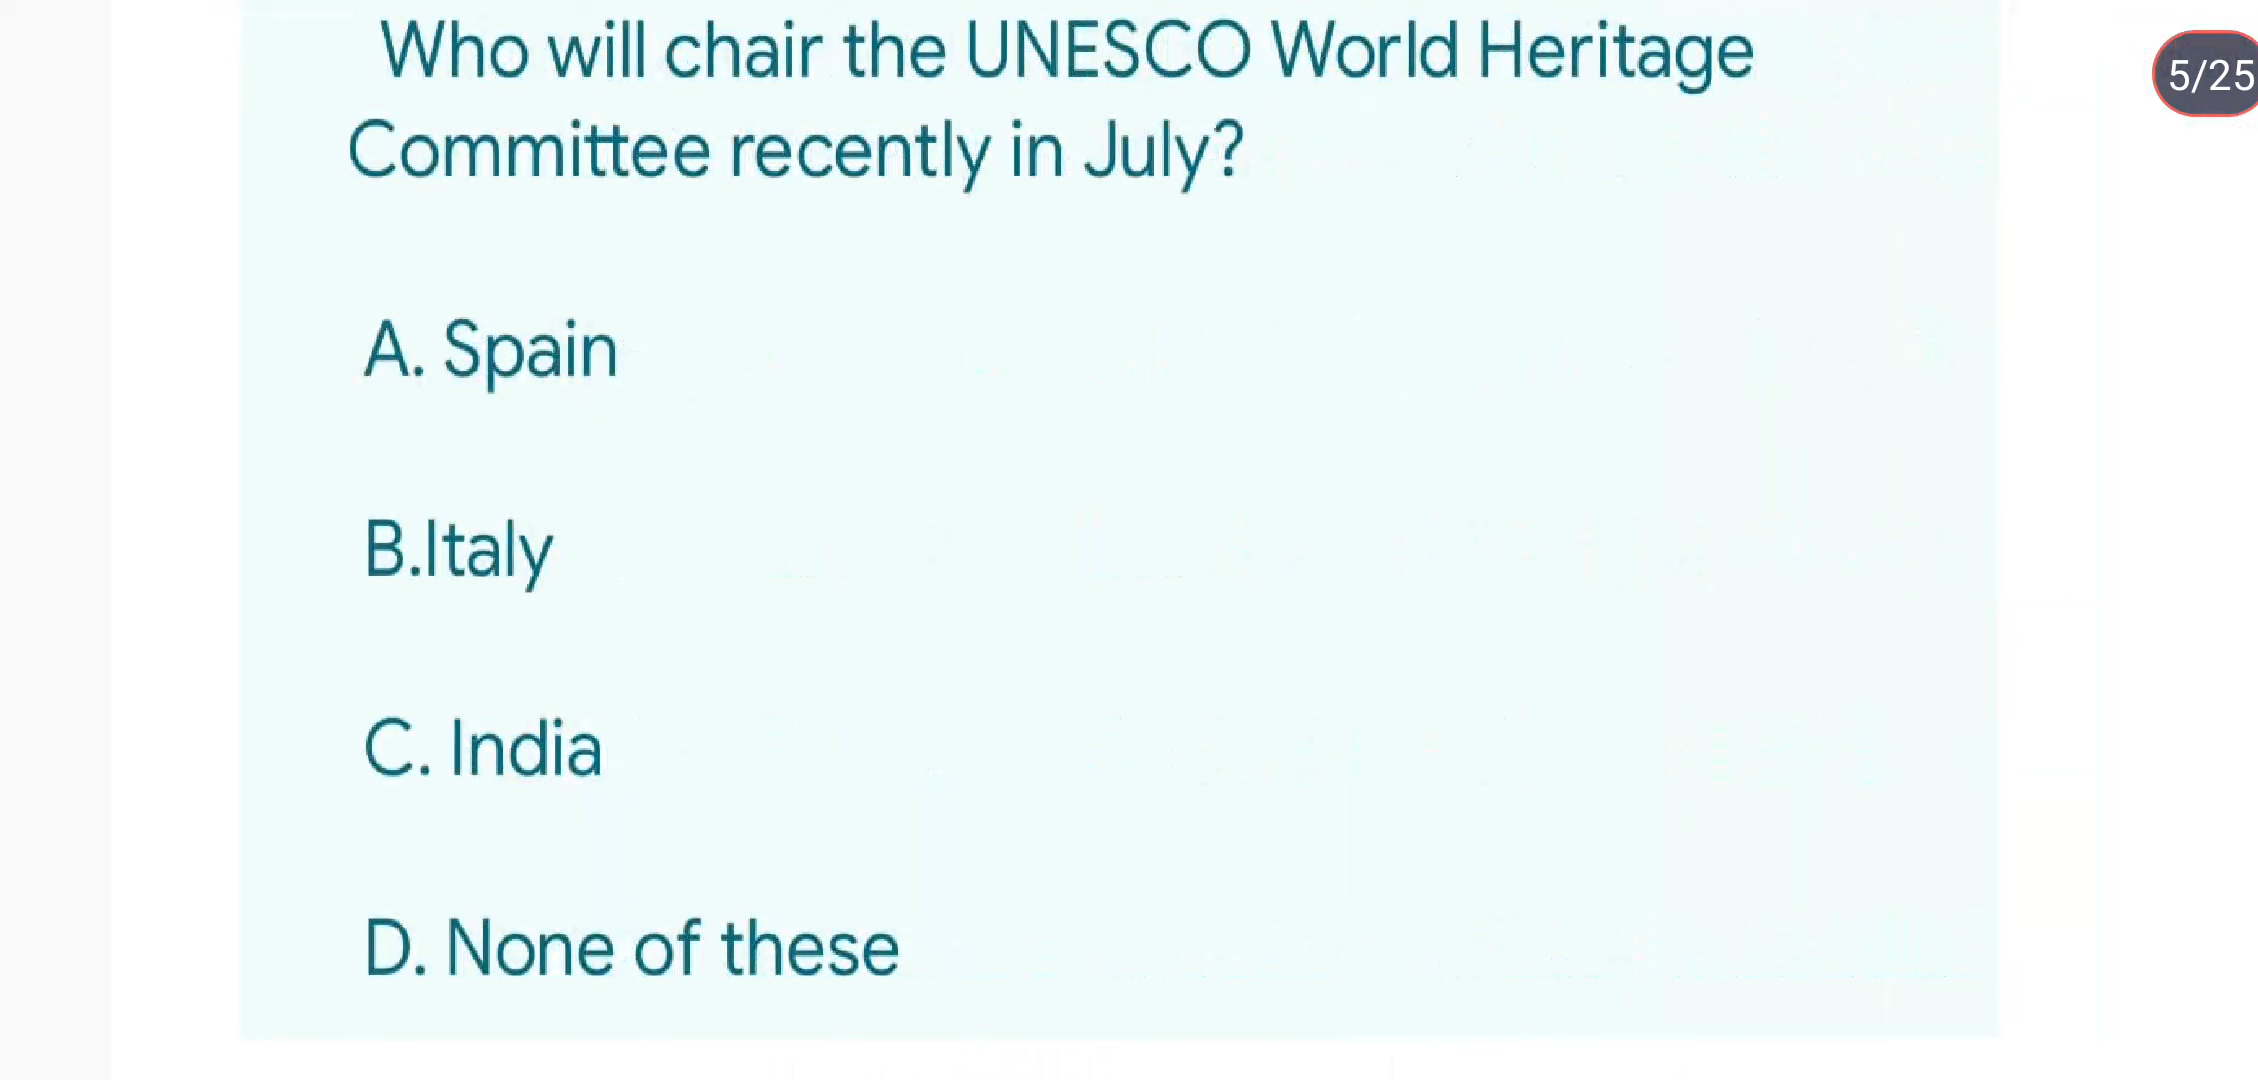 Who will chair the UNESCO World Heritage
5/25
Committee recently in July?
A. Spain
B.Italy
C. India
D. None of these